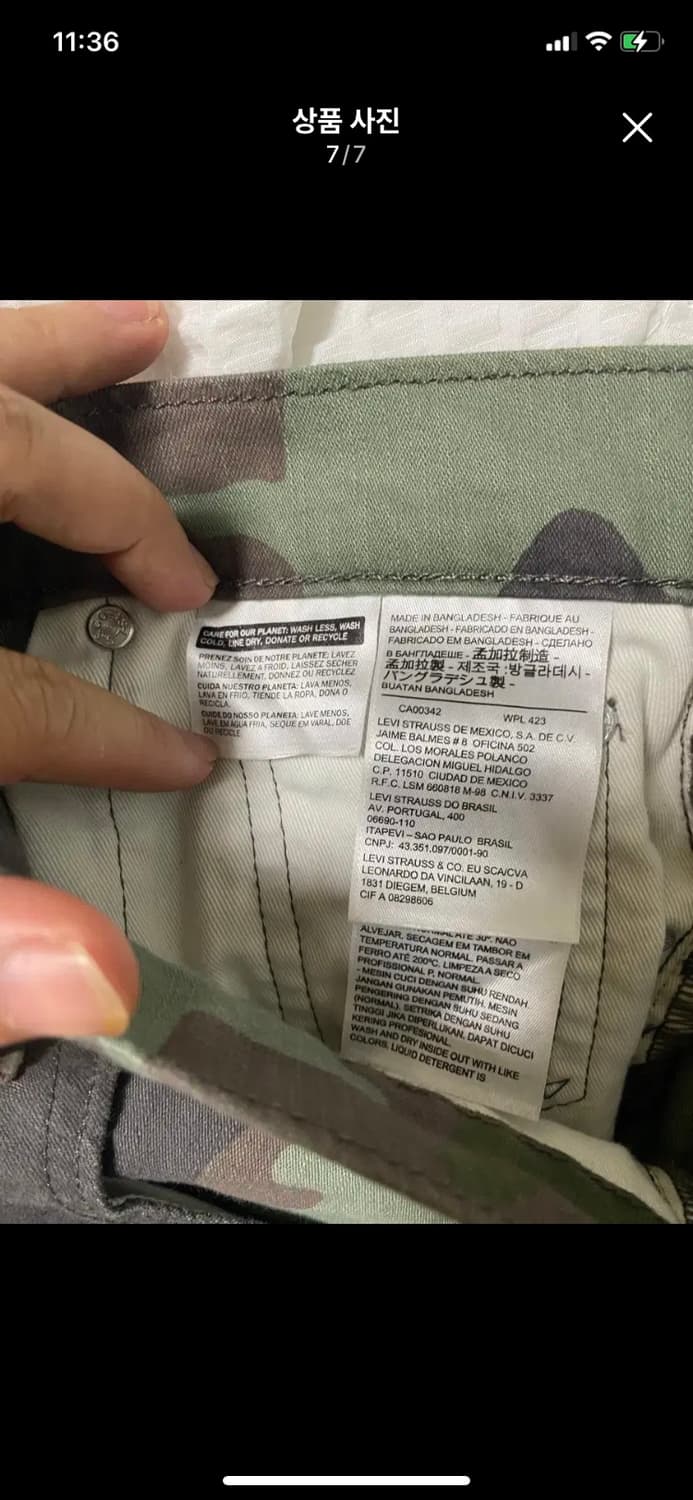 11:36
상품 사진
7/7
CARE FOR OUR PLANET: WASH LESS, WASH
COLD, LINE DRY, DONATE OR RECYCLE
PRENEZ SOIN DE NOTRE PLANETE: LAVEZ
MOINS, LAVEZ A FROID, LAISSEZ SECHER
NATURELLEMENT, DONNEZ OU RECYCLEZ
CUIDA NUESTRO PLANETA: LAVA MENOS,
LAVA EN FRIO, TIENDE LA ROPA, DONA O
RECICLA.
CUIDE DO NOSSO PLANETA: LAVE MENOS,
LAVE EM AGUA FRIA, SEQUE EM VARAL, DOE
OU RECICLE
MADE IN BANGLADESH - FABRIQUE AU
BANGLADESH - FABRICADO EN BANGLADESH -
FABRICADO EM BANGLADESH - СДЕЛАНО
В БАНГЛАДЕШЕ - 孟加拉制造 -
孟加拉製 - 제조국 :방글라데시 -
バングラデシュ製 -
BUATAN BANGLADESH
CA00342 WPL 423
LEVI STRAUSS DE MEXICO, S.A. DE C.V.
JAIME BALMES # 8 OFICINA 502
COL. LOS MORALES POLANCO
DELEGACION MIGUEL HIDALGO
C.P. 11510 CIUDAD DE MEXICO
R.F.C. LSM 660818 M-98 C.N.I.V. 3337
LEVI STRAUSS DO BRASIL
AV. PORTUGAL, 400
06690-110
ITAPEVI – SAO PAULO BRASIL
CNPJ: 43.351.097/0001-90
LEVI STRAUSS & CO. EU SCA/CVA
LEONARDO DA VINCILAAN, 19 - D
1831 DIEGEM, BELGIUM
CIF A 08298606
ATE 30°. NAO
ALVEJAR. SECAGEM EM TAMBOR EM
TEMPERATURA NORMAL. PASSAR A
FERRO ATÉ 200°C. LIMPEZA A SECO
PROFISSIONAL P, NORMAL.
- MESIN CUCI DENGAN SUHU RENDAH.
JANGAN GUNAKAN PEMUTIH. MESIN
PENGERING DENGAN SUHU SEDANG
(NORMAL). SETRIKA DENGAN SUHU
TINGGI JIKA DIPERLUKAN. DAPAT DICUCI
KERING PROFESIONAL.
WASH AND DRY INSIDE OUT WITH LIKE
COLORS. LIQUID DETERGENT IS